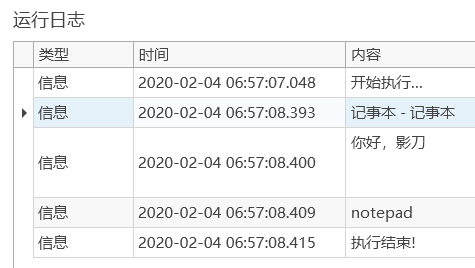 运行日志
类型 时间 内容
信息 2020-02-04 06:57:07.048 开始执行...
信息 2020-02-04 06:57:08.393 记事本 - 记事本
信息 2020-02-04 06:57:08.400 你好，影刀
信息 2020-02-04 06:57:08.409 notepad
信息 2020-02-04 06:57:08.415 执行结束!